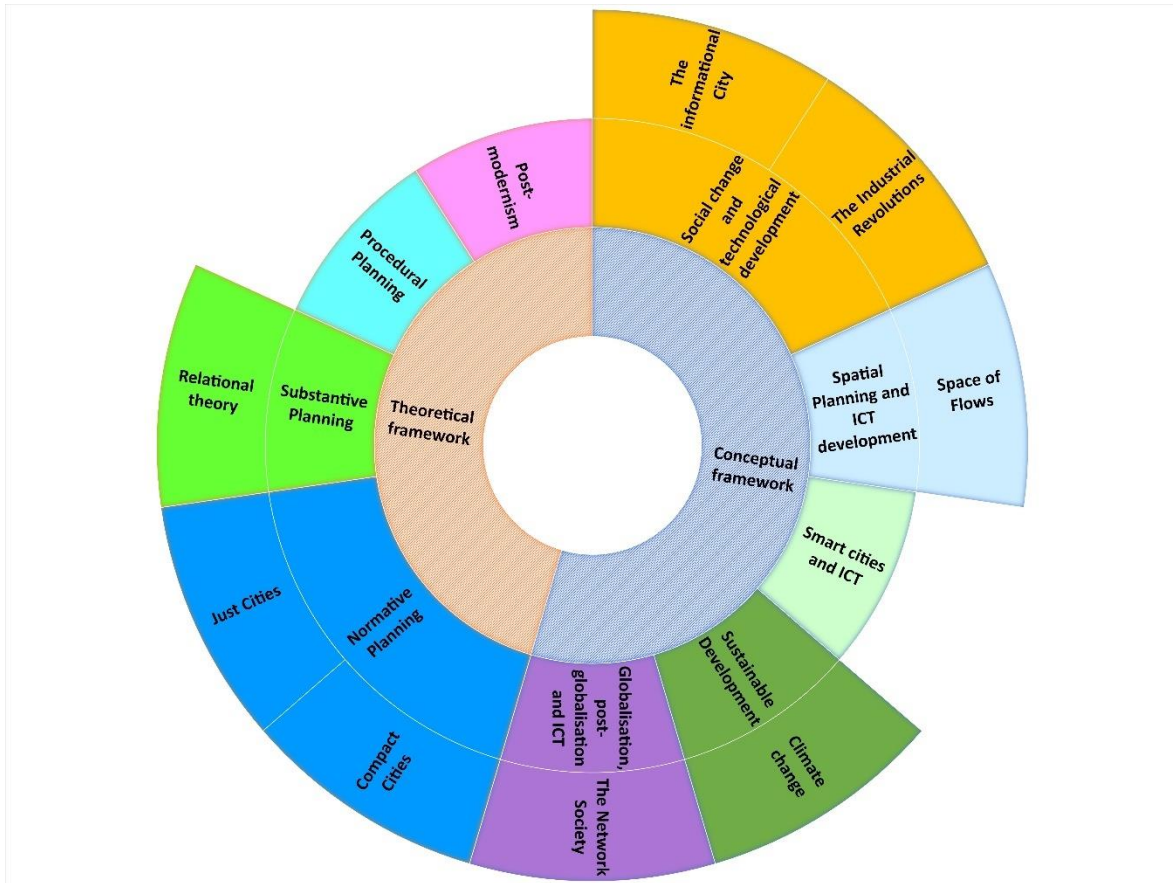 The
informational
City
The Industrial
Revolutions
Social change
and
technological
development
Post-
modernism
Procedural
Planning
Relational
theory
Substantive
Planning
Theoretical
framework
Spatial
Planning and
ICT
development
Space of
Flows
Conceptual
framework
Smart cities
and ICT
Just Cities
Normative
Planning
Sustainable
Development
Globalisation,
post-
globalisation
and ICT
Climate
change
Compact
Cities
The Network
Society